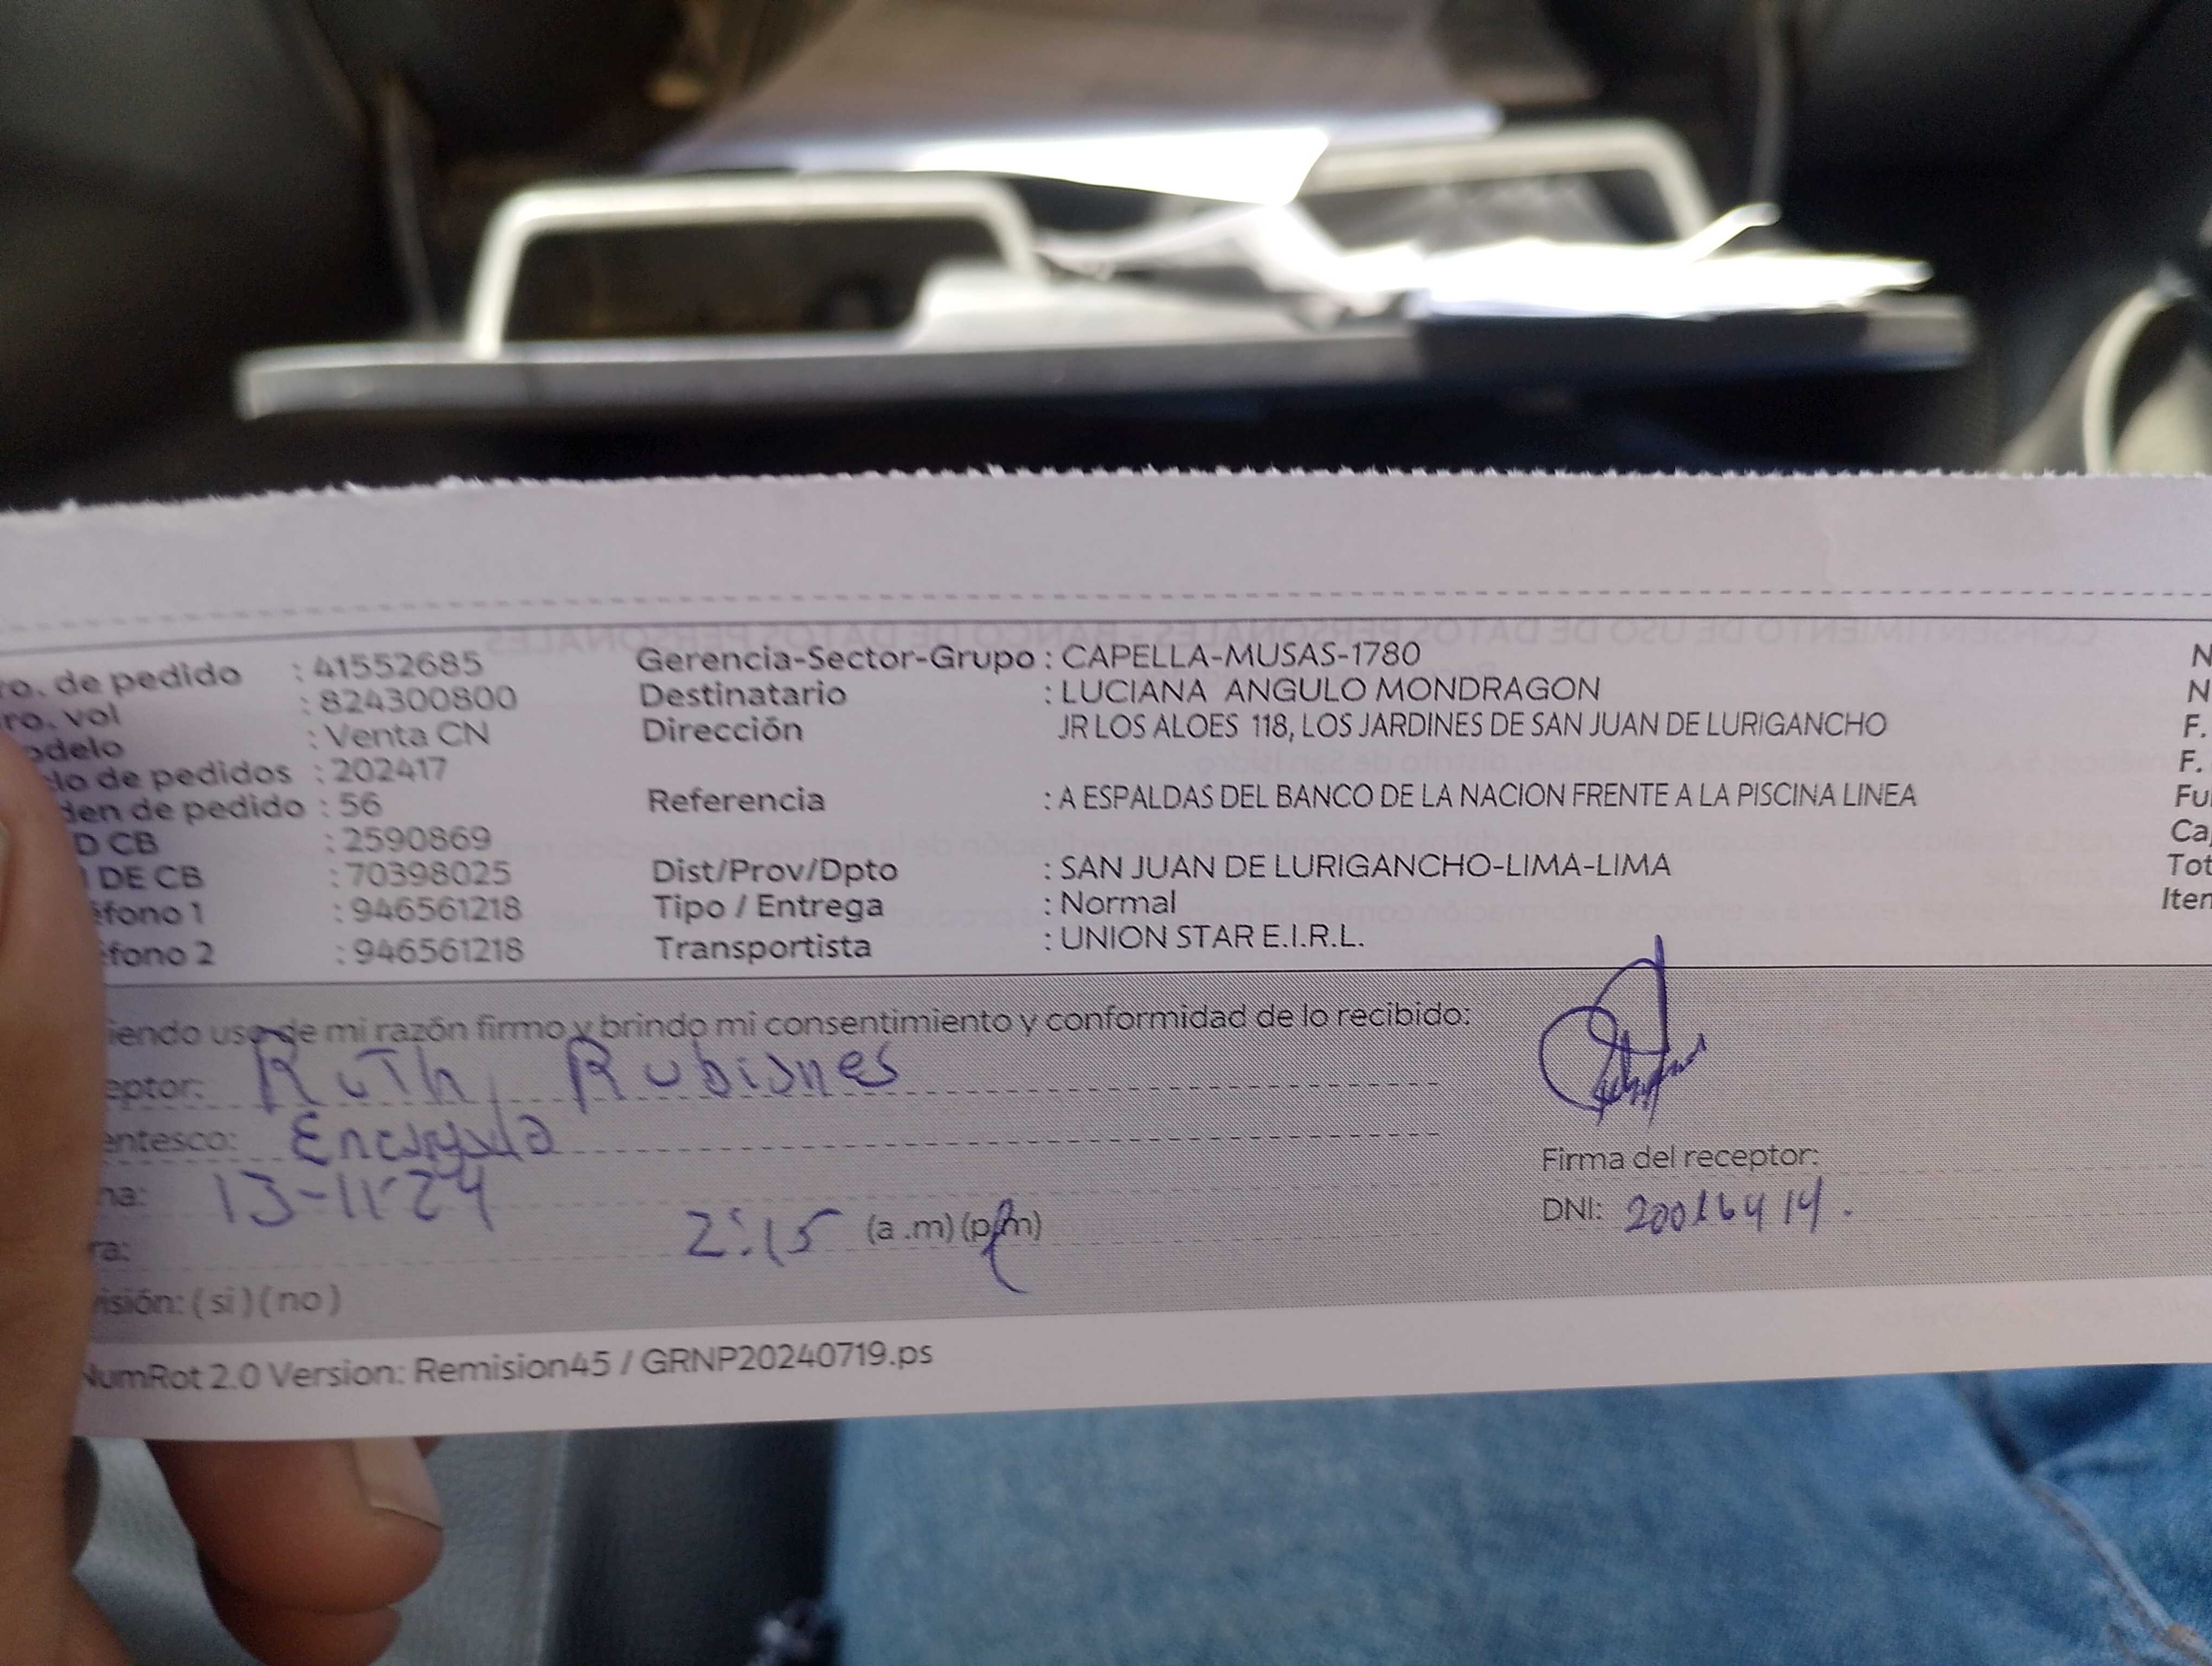 ro. de pedido : 41552685 Gerencia-Sector-Grupo : CAPELLA-MUSAS-1780 N
ro. vol : 824300800 Destinatario : LUCIANA ANGULO MONDRAGON N
odelo : Venta CN Dirección JR LOS ALOES 118, LOS JARDINES DE SAN JUAN DE LURIGANCHO F.
lo de pedidos : 202417 F.
den de pedido : 56 Referencia : A ESPALDAS DEL BANCO DE LA NACION FRENTE A LA PISCINA LINEA Fu
D CB : 2590869 Ca
DE CB : 70398025 Dist/Prov/Dpto : SAN JUAN DE LURIGANCHO-LIMA-LIMA Tot
éfono 1 : 946561218 Tipo / Entrega : Normal Iten
éfono 2 : 946561218 Transportista : UNION STAR E.I.R.L.
iendo uso de mi razón firmo y brindo mi consentimiento y conformidad de lo recibido:
eptor: Ruth
entesco: Encargada
na: 13-11-24
Firma del receptor:
ra: 2:15 (a .m) (p.m)
DNI: 20016414.
isión: ( si ) ( no )
NumRot 2.0 Version: Remision45 / GRNP20240719.ps